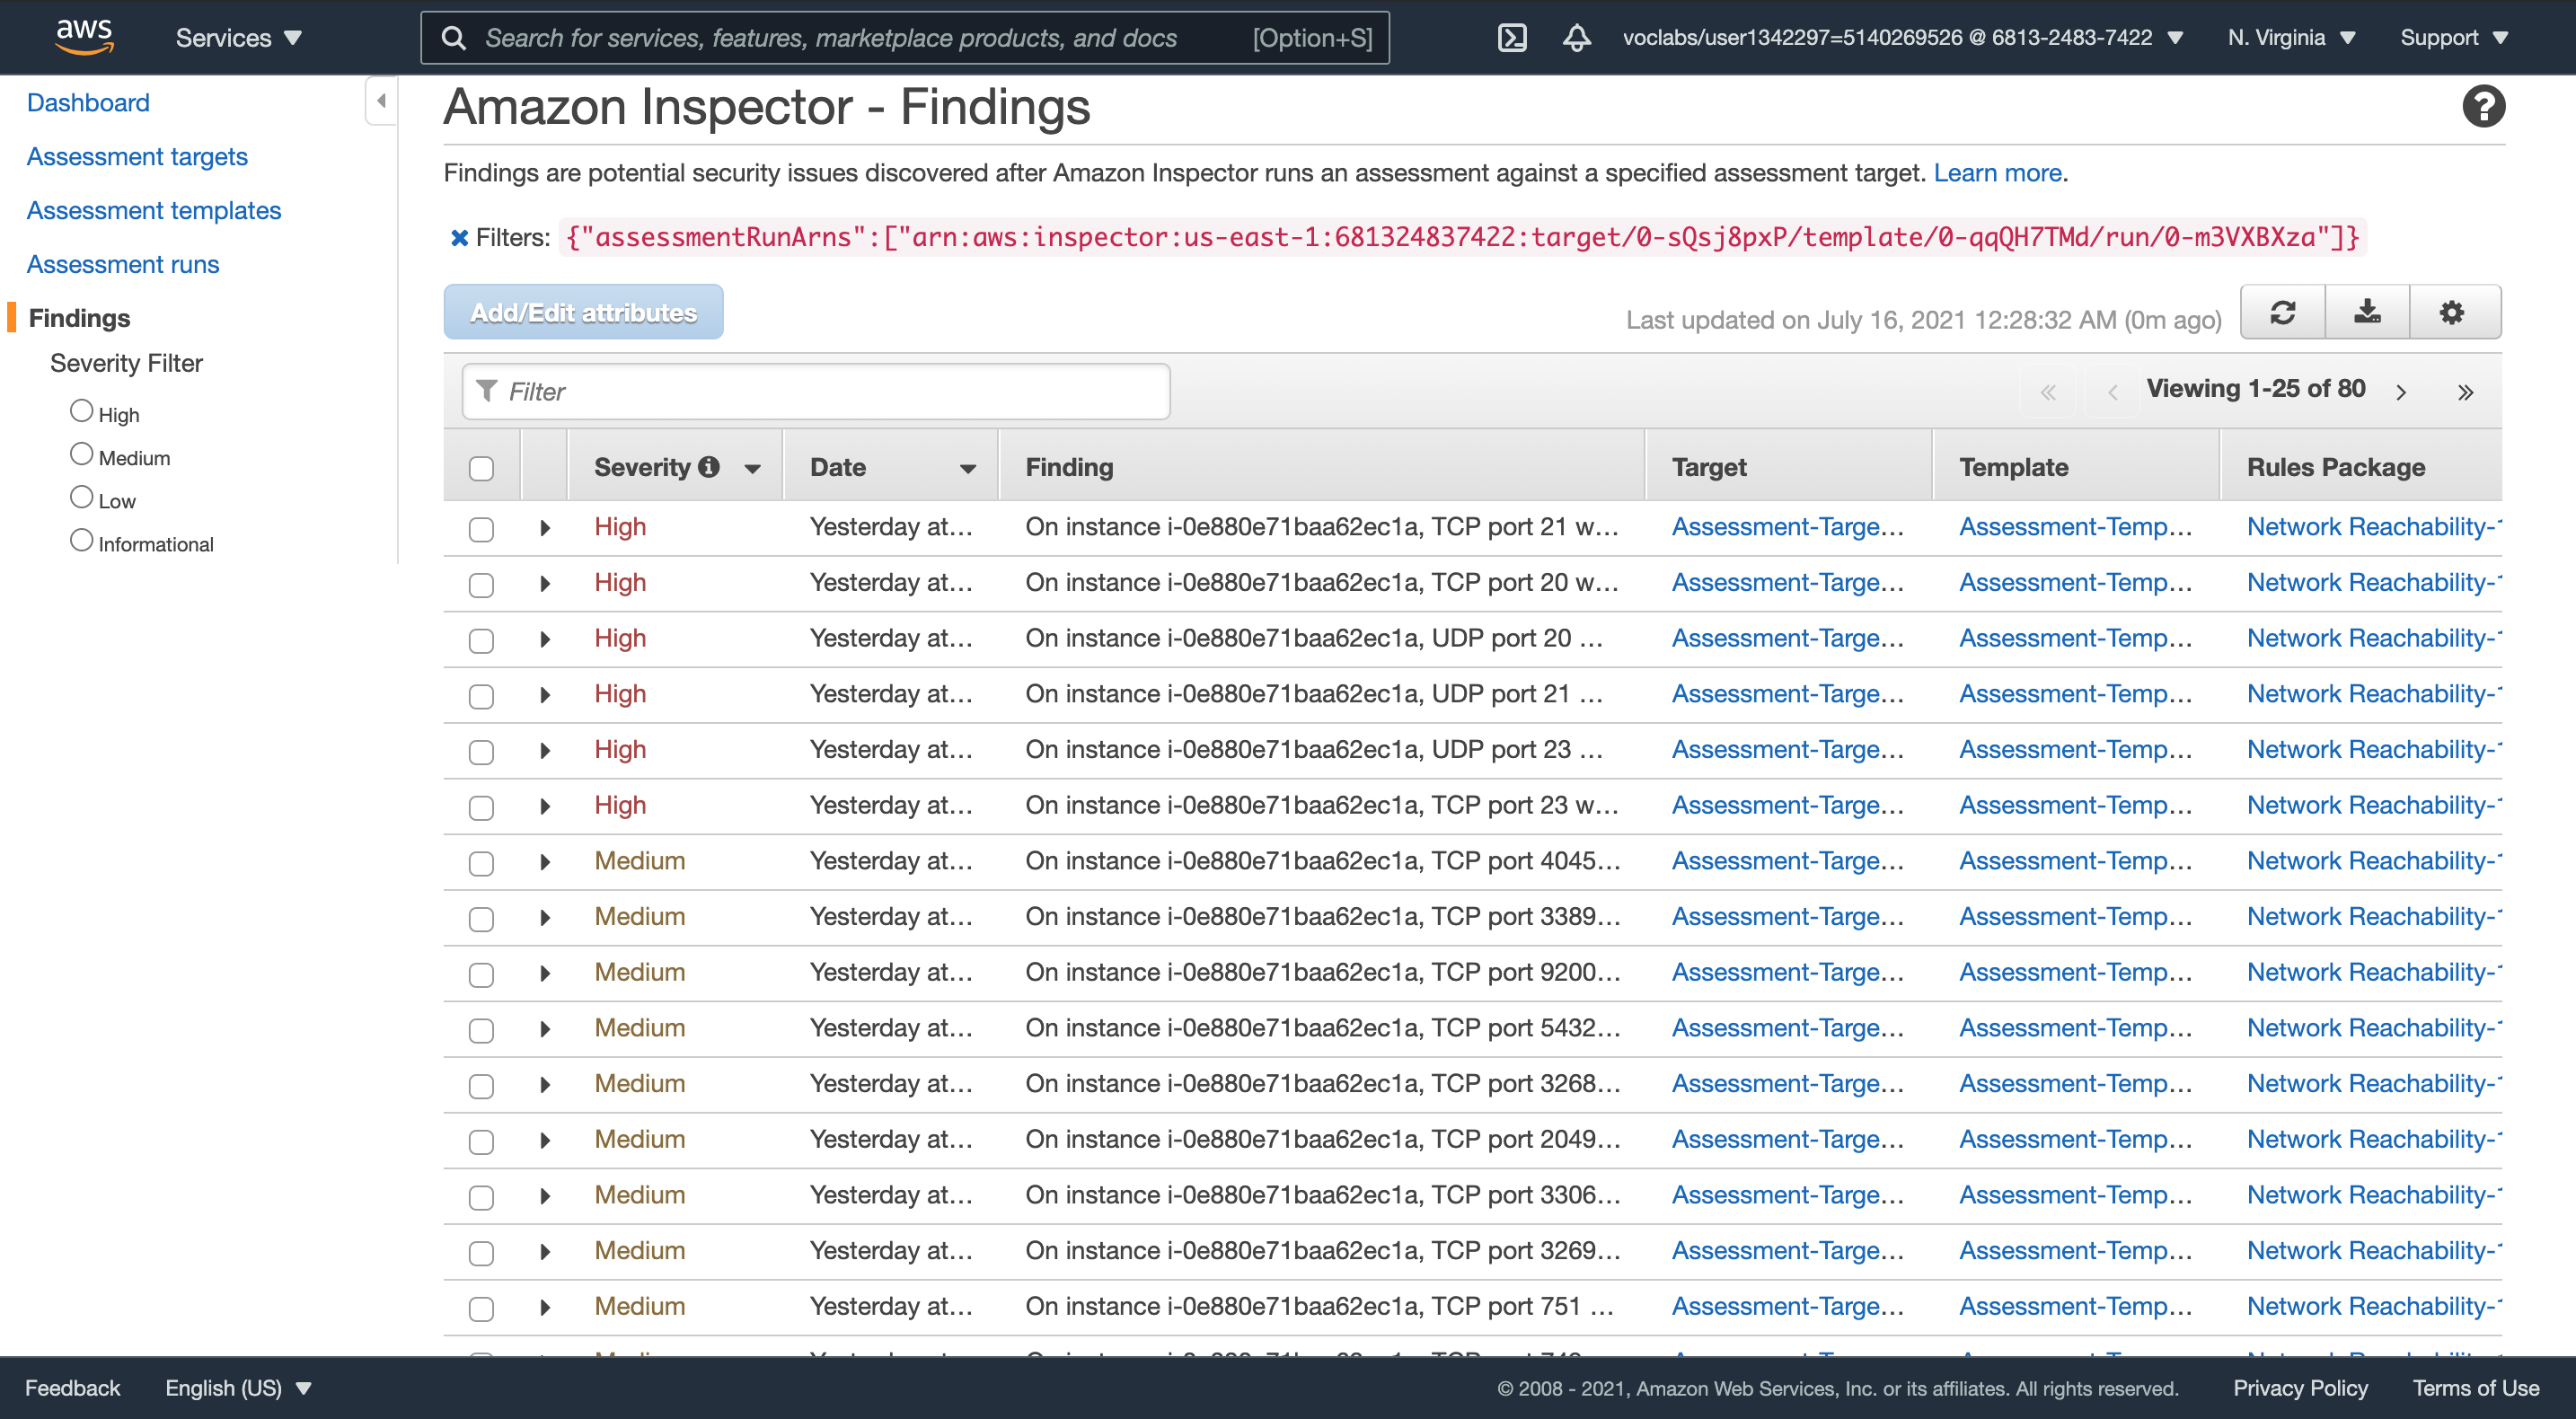 aws Services Search for services, features, marketplace products, and docs [Option+S] voclabs/user1342297=5140269526 @ 6813-2483-7422 N. Virginia Support
Dashboard
Assessment targets
Assessment templates
Assessment runs
Findings
Severity Filter
High
Medium
Low
Informational
Amazon Inspector - Findings
Findings are potential security issues discovered after Amazon Inspector runs an assessment against a specified assessment target. Learn more.
Filters: {"assessmentRunArns":["arn:aws:inspector:us-east-1:681324837422:target/0-sQsj8pxP/template/0-qqQH7TMd/run/0-m3VXBXza"]}
Add/Edit attributes Last updated on July 16, 2021 12:28:32 AM (0m ago)
Filter « ‹ Viewing 1-25 of 80 › »
Severity Date Finding Target Template Rules Package
High Yesterday at... On instance i-0e880e71baa62ec1a, TCP port 21 w... Assessment-Targe... Assessment-Temp... Network Reachability-
High Yesterday at... On instance i-0e880e71baa62ec1a, TCP port 20 w... Assessment-Targe... Assessment-Temp... Network Reachability-
High Yesterday at... On instance i-0e880e71baa62ec1a, UDP port 20 ... Assessment-Targe... Assessment-Temp... Network Reachability-
High Yesterday at... On instance i-0e880e71baa62ec1a, UDP port 21 ... Assessment-Targe... Assessment-Temp... Network Reachability-
High Yesterday at... On instance i-0e880e71baa62ec1a, UDP port 23 ... Assessment-Targe... Assessment-Temp... Network Reachability-
High Yesterday at... On instance i-0e880e71baa62ec1a, TCP port 23 w... Assessment-Targe... Assessment-Temp... Network Reachability-
Medium Yesterday at... On instance i-0e880e71baa62ec1a, TCP port 4045... Assessment-Targe... Assessment-Temp... Network Reachability-
Medium Yesterday at... On instance i-0e880e71baa62ec1a, TCP port 3389... Assessment-Targe... Assessment-Temp... Network Reachability-
Medium Yesterday at... On instance i-0e880e71baa62ec1a, TCP port 9200... Assessment-Targe... Assessment-Temp... Network Reachability-
Medium Yesterday at... On instance i-0e880e71baa62ec1a, TCP port 5432... Assessment-Targe... Assessment-Temp... Network Reachability-
Medium Yesterday at... On instance i-0e880e71baa62ec1a, TCP port 3268... Assessment-Targe... Assessment-Temp... Network Reachability-
Medium Yesterday at... On instance i-0e880e71baa62ec1a, TCP port 2049... Assessment-Targe... Assessment-Temp... Network Reachability-
Medium Yesterday at... On instance i-0e880e71baa62ec1a, TCP port 3306... Assessment-Targe... Assessment-Temp... Network Reachability-
Medium Yesterday at... On instance i-0e880e71baa62ec1a, TCP port 3269... Assessment-Targe... Assessment-Temp... Network Reachability-
Medium Yesterday at... On instance i-0e880e71baa62ec1a, TCP port 751 ... Assessment-Targe... Assessment-Temp... Network Reachability-
Feedback English (US) © 2008 - 2021, Amazon Web Services, Inc. or its affiliates. All rights reserved. Privacy Policy Terms of Use